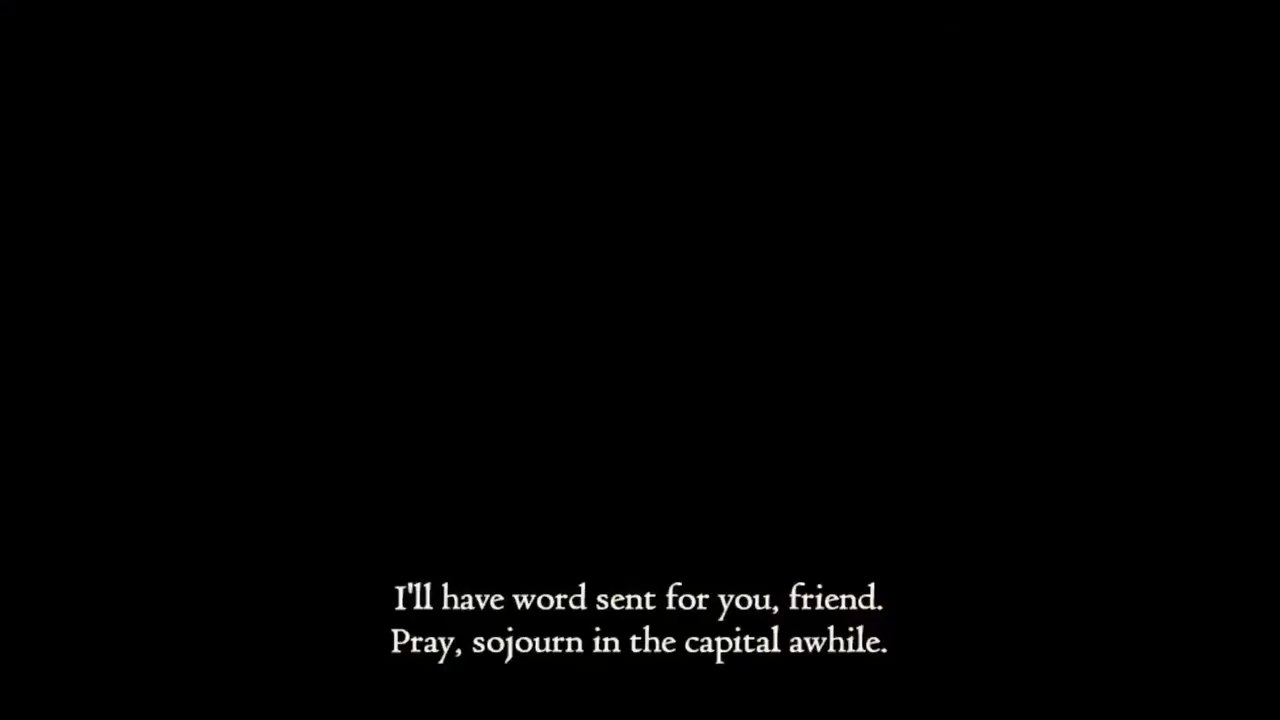 I'll have word sent for you, friend.
Pray, sojourn in the capital awhile.